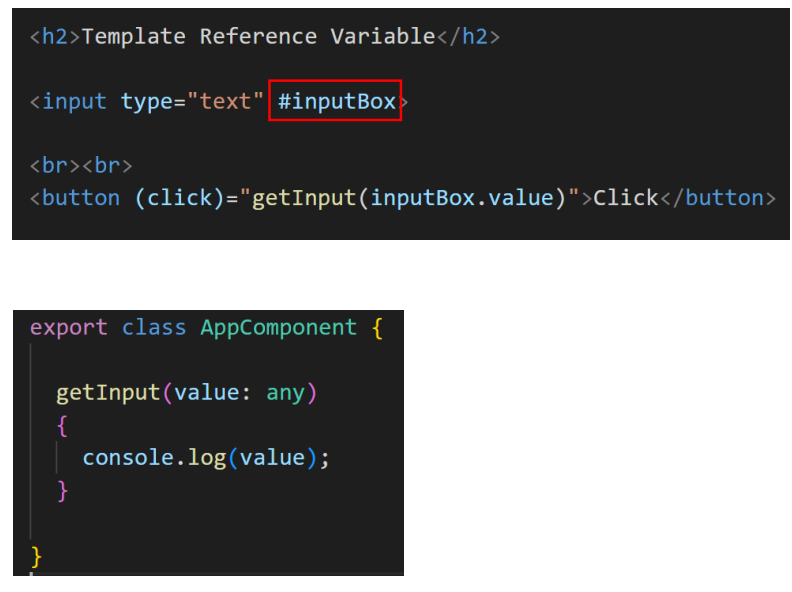 <h2>Template Reference Variable</h2>
<input type="text" #inputBox>
<br><br>
<button (click)="getInput(inputBox.value)">Click</button>
export class AppComponent {
getInput(value: any)
{
console.log(value);
}
}